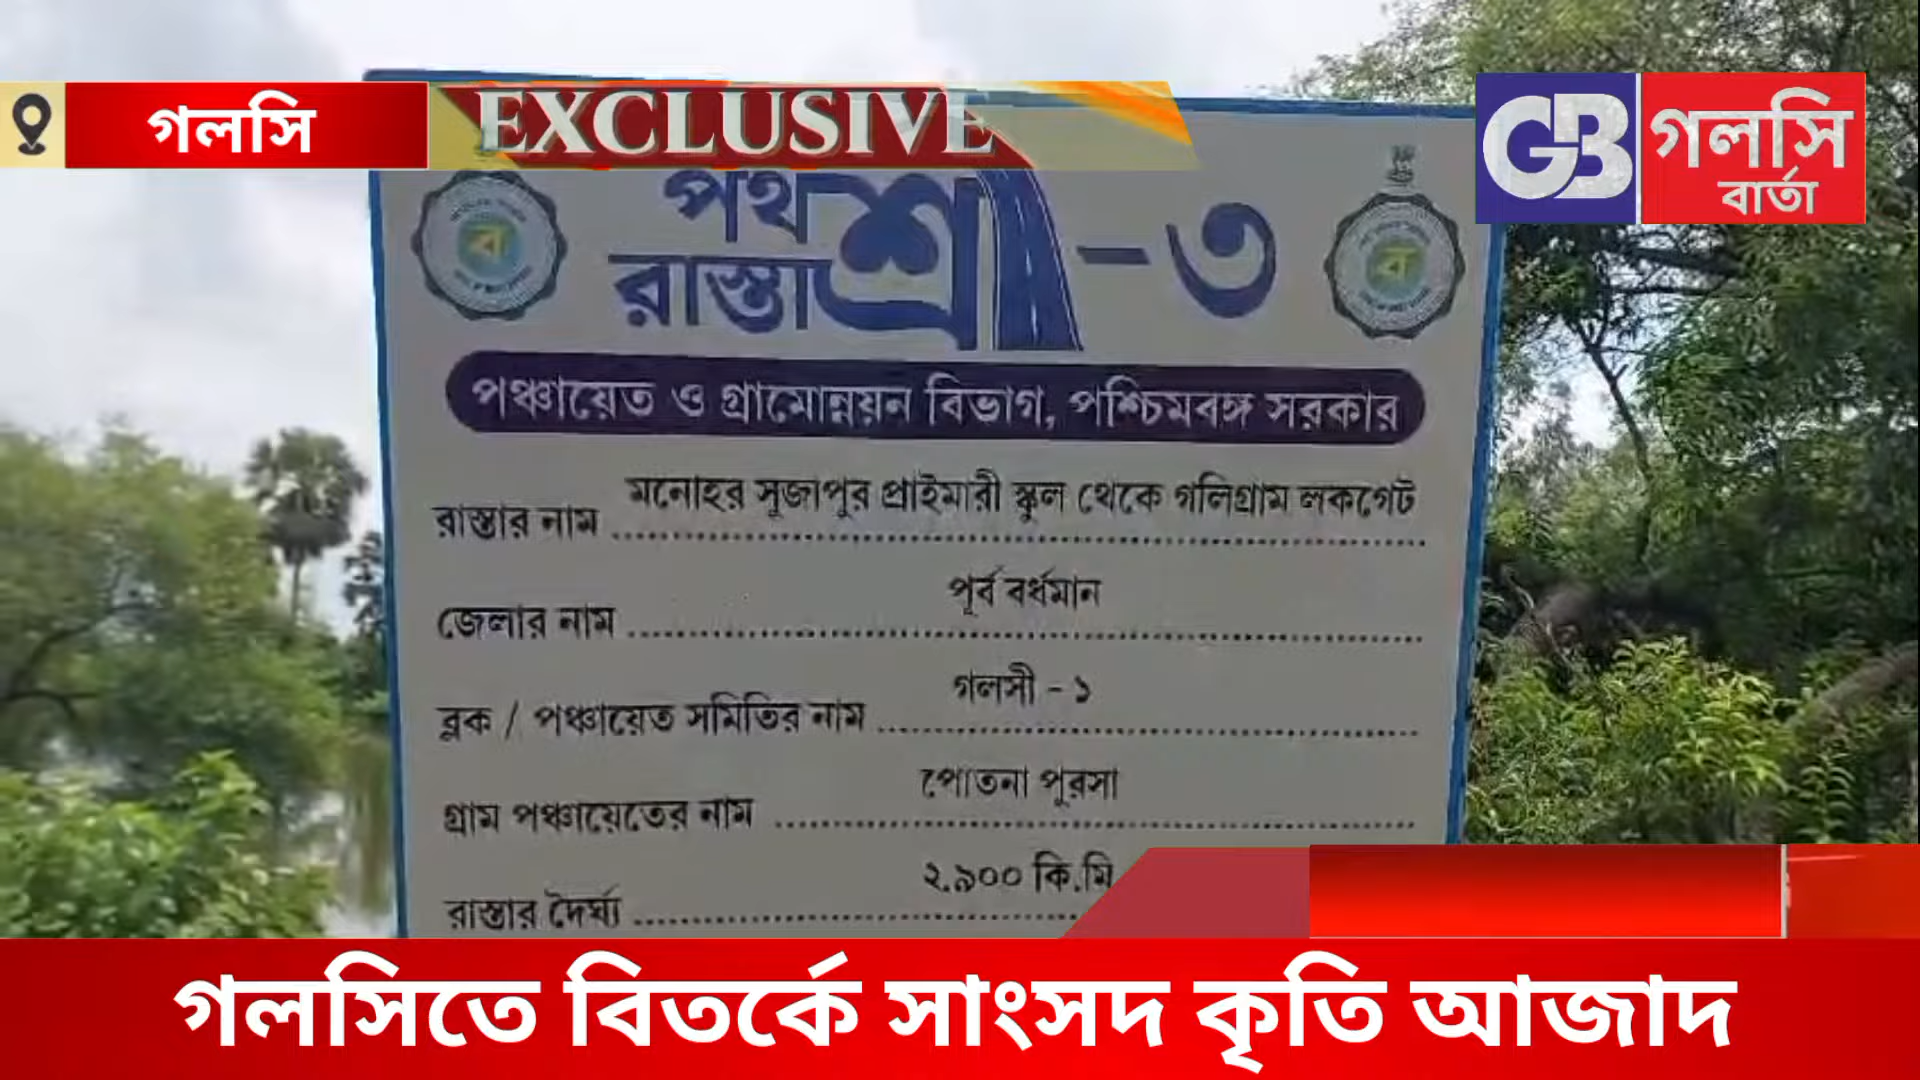 গলসি
EXCLUSIVE
GB গলসি
বার্তা
পথ
রাস্তা শ্রী -৩
ব
ব
পঞ্চায়েত ও গ্রামোন্নয়ন বিভাগ, পশ্চিমবঙ্গ সরকার
রাস্তার নাম মনোহর সূজাপুর প্রাইমারী স্কুল থেকে গলিগ্রাম লকগেট
জেলার নাম পূর্ব বর্ধমান
ব্লক / পঞ্চায়েত সমিতির নাম গলসী - ১
গ্রাম পঞ্চায়েতের নাম পোতনা পুরসা
রাস্তার দৈর্ঘ্য ২.৯০০ কি.মি
গলসিতে বিতর্কে সাংসদ কৃতি আজাদ